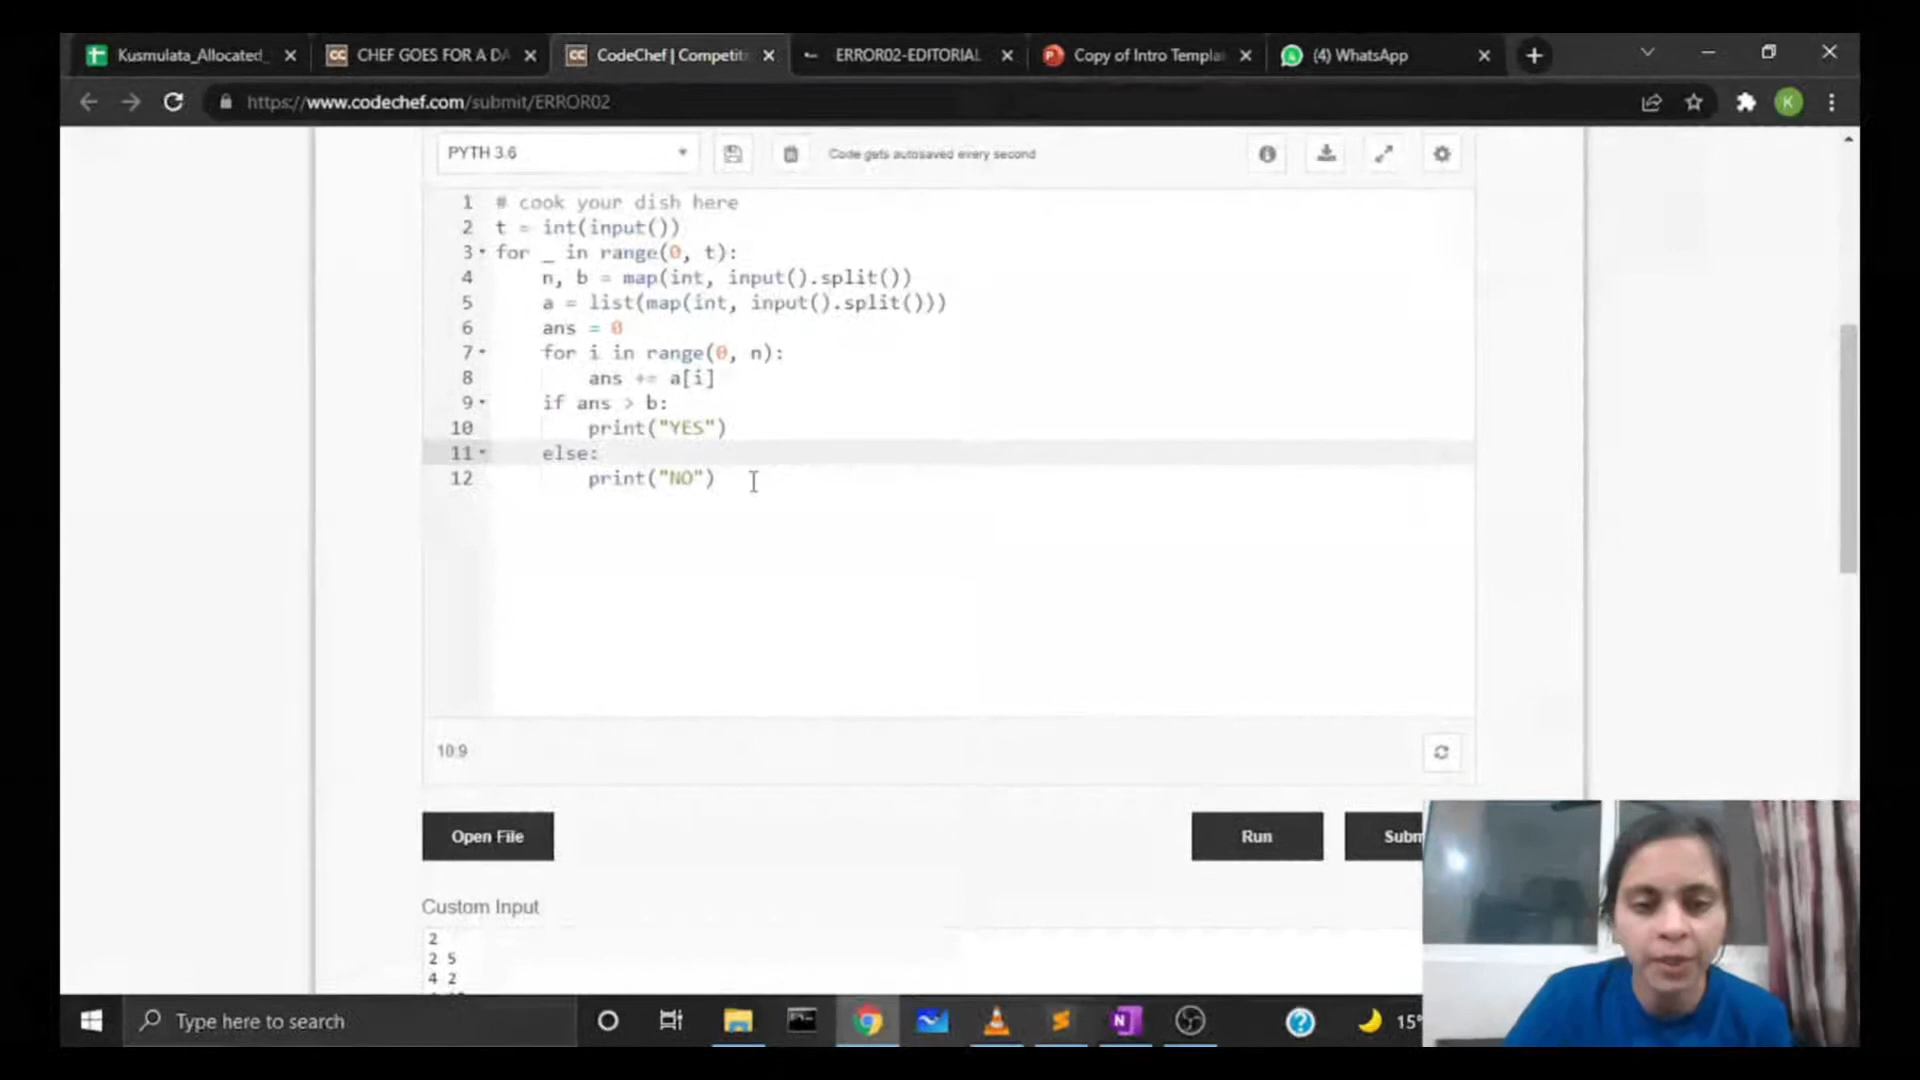 Kusmulata_Allocated_
CHEF GOES FOR A DA
CodeChef | Competiti
ERROR02-EDITORIAL
Copy of Intro Templa
(4) WhatsApp
https://www.codechef.com/submit/ERROR02
K
PYTH 3.6
Code gets autosaved every second
1 # cook your dish here
2 t = int(input())
3 for _ in range(0, t):
4 n, b = map(int, input().split())
5 a = list(map(int, input().split()))
6 ans = 0
7 for i in range(0, n):
8 ans += a[i]
9 if ans > b:
10 print("YES")
11 else:
12 print("NO")
10:9
Open File
Run
Subm
Custom Input
2
2 5
4 2
Type here to search
15°